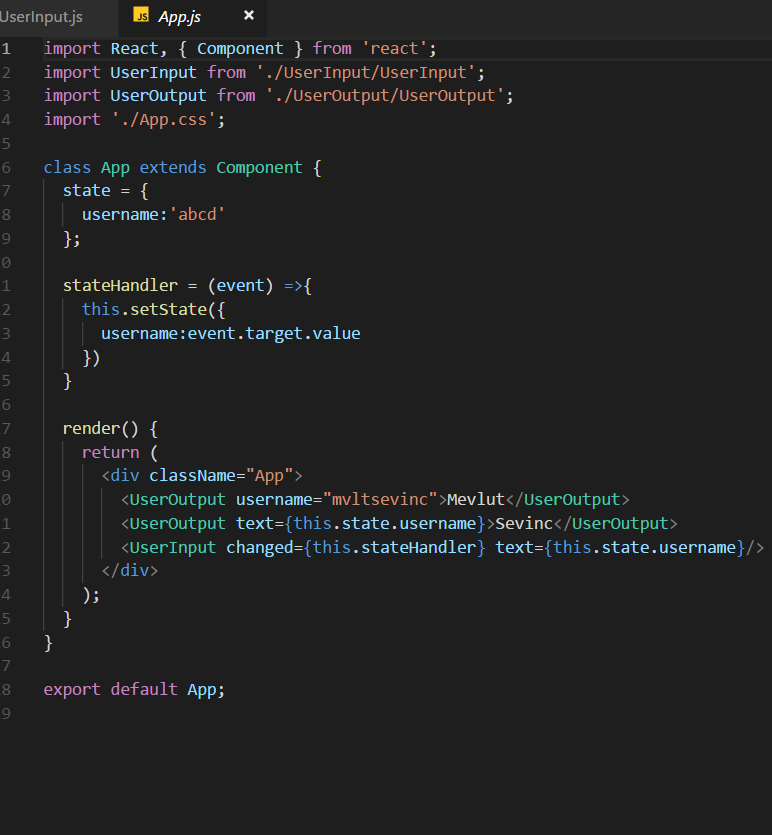 UserInput.js JS App.js ×
1 import React, { Component } from 'react';
2 import UserInput from './UserInput/UserInput';
3 import UserOutput from './UserOutput/UserOutput';
4 import './App.css';
5
6 class App extends Component {
7   state = {
8     username:'abcd'
9   };
0
1   stateHandler = (event) =>{
2     this.setState({
3       username:event.target.value
4     })
5   }
6
7   render() {
8     return (
9       <div className="App">
0         <UserOutput username="mvltsevinc">Mevlut</UserOutput>
1         <UserOutput text={this.state.username}>Sevinc</UserOutput>
2         <UserInput changed={this.stateHandler} text={this.state.username}/>
3       </div>
4     );
5   }
6 }
7
8 export default App;
9